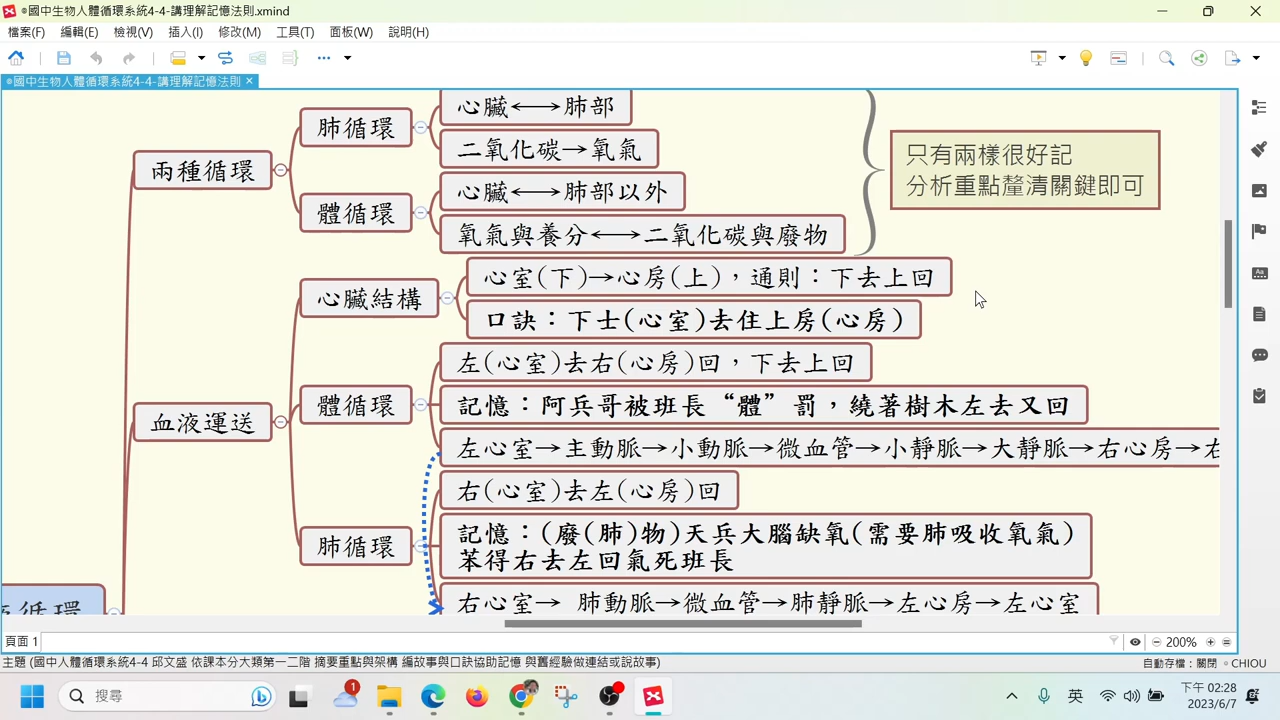 *國中生物人體循環系統4-4-講理解記憶法則.xmind
檔案(F) 編輯(E) 檢視(V) 插入(I) 修改(M) 工具(T) 面板(W) 說明(H)
*國中生物人體循環系統4-4-講理解記憶法則 ×
兩種循環
肺循環
心臟←→肺部
二氧化碳→氧氣
體循環
心臟←→肺部以外
氧氣與養分←→二氧化碳與廢物
只有兩樣很好記
分析重點釐清關鍵即可
血液運送
心臟結構
心室(下)→心房(上)，通則：下去上回
口訣：下士(心室)去住上房(心房)
體循環
左(心室)去右(心房)回，下去上回
記憶：阿兵哥被班長“體”罰，繞著樹木左去又回
左心室→主動脈→小動脈→微血管→小靜脈→大靜脈→右心房→右
肺循環
右(心室)去左(心房)回
記憶：(廢(肺)物)天兵大腦缺氧(需要肺吸收氧氣)
苯得右去左回氣死班長
右心室→ 肺動脈→微血管→肺靜脈→左心房→左心室
循環
頁面 1
200%
主題 (國中人體循環系統4-4 邱文盛 依課本分大類第一二階 摘要重點與架構 編故事與口訣協助記憶 與舊經驗做連結或說故事)
自動存檔：關閉 CHIOU
搜尋
1
英
下午 02:28
2023/6/7